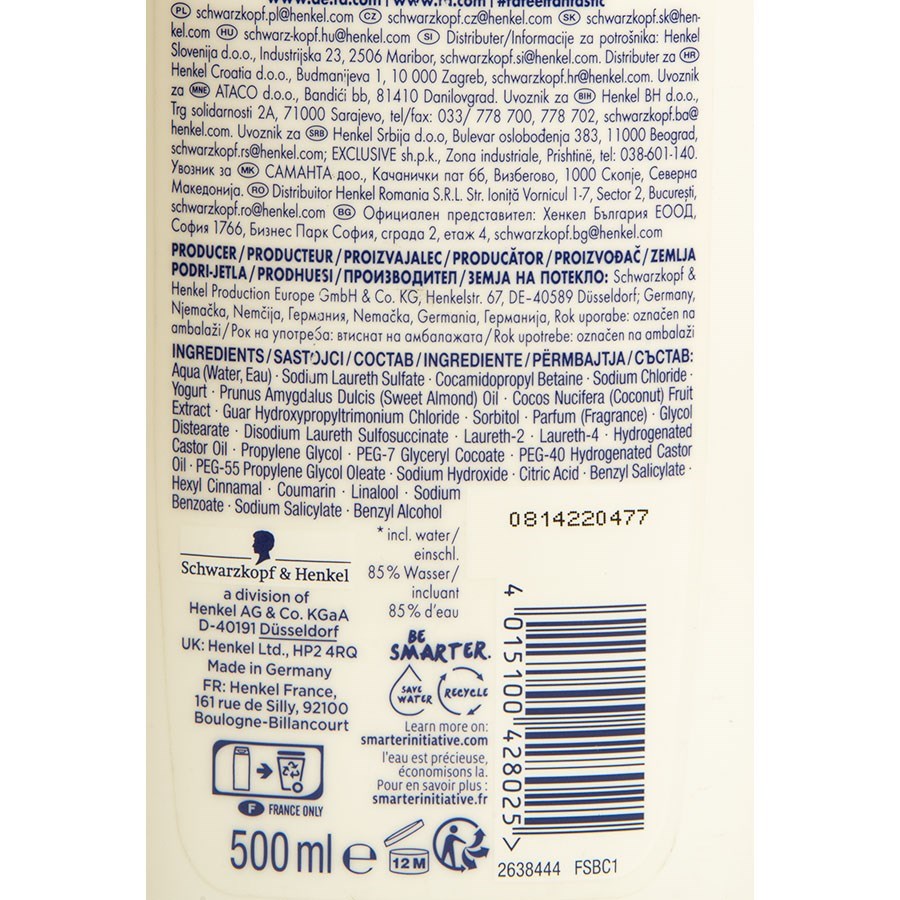 PL schwarzkopf.pl@henkel.com CZ schwarzkopf.cz@henkel.com SK schwarzkopf.sk@hen-
kel.com HU schwarz-kopf.hu@henkel.com SI Distributer/Informacije za potrošnika: Henkel
Slovenija d.o.o., Industrijska 23, 2506 Maribor, schwarzkopf.si@henkel.com. Distributer za HR
Henkel Croatia d.o.o., Budmanijeva 1, 10 000 Zagreb, schwarzkopf.hr@henkel.com. Uvoznik
za MNE ATACO d.o.o., Bandići bb, 81410 Danilovgrad. Uvoznik za BIH Henkel BH d.o.o.,
Trg solidarnosti 2A, 71000 Sarajevo, tel/fax: 033/ 778 700, 778 702, schwarzkopf.ba@
henkel.com. Uvoznik za SRB Henkel Srbija d.o.o, Bulevar oslobođenja 383, 11000 Beograd,
schwarzkopf.rs@henkel.com; EXCLUSIVE sh.p.k., Zona industriale, Prishtinë, tel: 038-601-140.
Увозник за MK САМАНТА доо., Качанички пат бб, Визбегово, 1000 Скопје, Северна
Македонија. RO Distribuitor Henkel Romania S.R.L. Str. Ioniță Vornicul 1-7, Sector 2, București,
schwarzkopf.ro@henkel.com BG Официален представител: Хенкел България ЕООД,
София 1766, Бизнес Парк София, сграда 2, етаж 4, schwarzkopf.bg@henkel.com
PRODUCER/PRODUCTEUR/PROIZVAJALEC/PRODUCĂTOR/PROIZVOĐAČ/ZEMLJA
PODRI-JETLA/PRODHUESI/ПРОИЗВОДИТЕЛ/ЗЕМЈА НА ПОТЕКЛО: Schwarzkopf &
Henkel Production Europe GmbH & Co. KG, Henkelstr. 67, DE-40589 Düsseldorf; Germany,
Njemačka, Nemčija, Германия, Nemačka, Germania, Германија, Rok uporabe: označen na
ambalaži/Рок на употреба: втиснат на амбалажата/Rok upotrebe: označen na ambalaži
INGREDIENTS/SASTOJCI/СОСТАВ/INGREDIENTE/PËRMBAJTJA/СЪСТАВ:
Aqua (Water, Eau) · Sodium Laureth Sulfate · Cocamidopropyl Betaine · Sodium Chloride ·
Yogurt · Prunus Amygdalus Dulcis (Sweet Almond) Oil · Cocos Nucifera (Coconut) Fruit
Extract · Guar Hydroxypropyltrimonium Chloride · Sorbitol · Parfum (Fragrance) · Glycol
Distearate · Disodium Laureth Sulfosuccinate · Laureth-2 · Laureth-4 · Hydrogenated
Castor Oil · Propylene Glycol · PEG-7 Glyceryl Cocoate · PEG-40 Hydrogenated Castor
Oil · PEG-55 Propylene Glycol Oleate · Sodium Hydroxide · Citric Acid · Benzyl Salicylate ·
Hexyl Cinnamal · Coumarin · Linalool · Sodium
Benzoate · Sodium Salicylate · Benzyl Alcohol
0814220477
* incl. water/
einschl.
85% Wasser/
incluant
85% d'eau
Schwarzkopf & Henkel
a division of
Henkel AG & Co. KGaA
D-40191 Düsseldorf
UK: Henkel Ltd., HP2 4RQ
Made in Germany
FR: Henkel France,
161 rue de Silly, 92100
Boulogne-Billancourt
F FRANCE ONLY
500 ml e
BE
SMARTER.
SAVE
WATER
RECYCLE
Learn more on:
smarterinitiative.com
l'eau est précieuse,
économisons la.
Pour en savoir plus :
smarterinitiative.fr
12 M
4 015100 428025 >
2638444 FSBC1